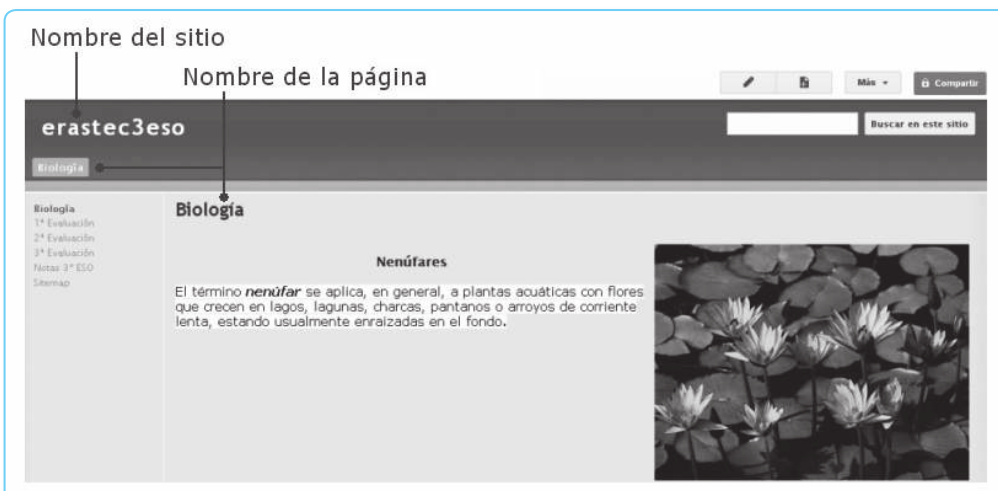 Nombre del sitio
Nombre de la página
Más
Compartir
erastec3eso
Buscar en este sitio
Biología
Biología
1ª Evaluación
2ª Evaluación
3ª Evaluación
Notas 3º ESO
Sitemap
Biología
Nenúfares
El término nenúfar se aplica, en general, a plantas acuáticas con flores
que crecen en lagos, lagunas, charcas, pantanos o arroyos de corriente
lenta, estando usualmente enraizadas en el fondo.